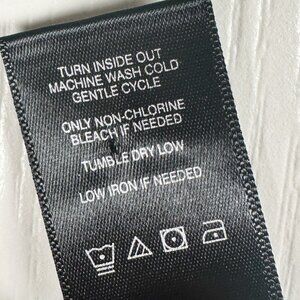 TURN INSIDE OUT
MACHINE WASH COLD
GENTLE CYCLE
ONLY NON-CHLORINE
BLEACH IF NEEDED
TUMBLE DRY LOW
LOW IRON IF NEEDED